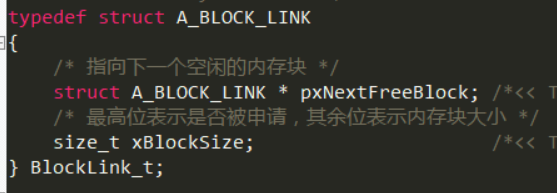 typedef struct A_BLOCK_LINK
{
/* 指向下一个空闲的内存块 */
struct A_BLOCK_LINK * pxNextFreeBlock; /*<< T
/* 最高位表示是否被申请，其余位表示内存块大小 */
size_t xBlockSize; /*<< T
} BlockLink_t;